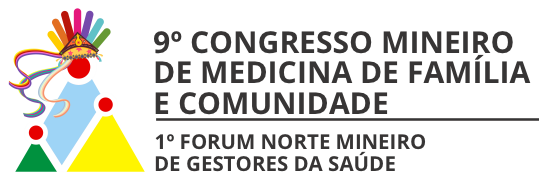 9º CONGRESSO MINEIRO
DE MEDICINA DE FAMÍLIA
E COMUNIDADE
1º FORUM NORTE MINEIRO
DE GESTORES DA SAÚDE